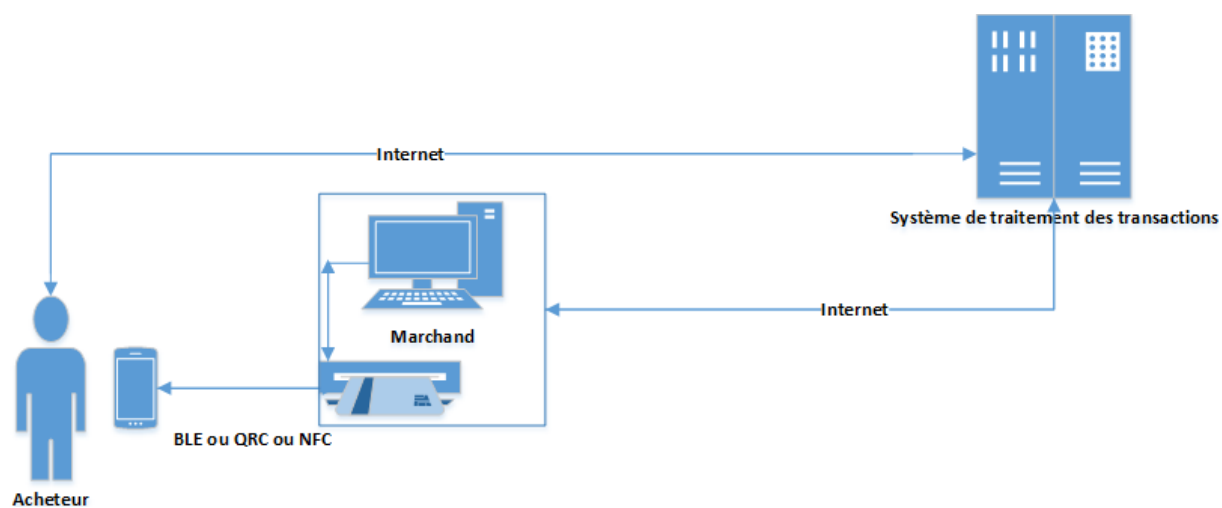 Internet
Système de traitement des transactions
Internet
Marchand
BLE ou QRC ou NFC
Acheteur